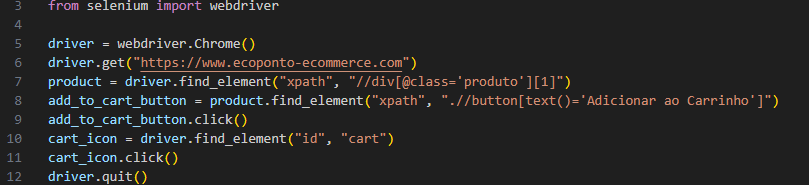 3 from selenium import webdriver
4
5 driver = webdriver.Chrome()
6 driver.get("https://www.ecoponto-ecommerce.com")
7 product = driver.find_element("xpath", "//div[@class='produto'][1]")
8 add_to_cart_button = product.find_element("xpath", ".//button[text()='Adicionar ao Carrinho']")
9 add_to_cart_button.click()
10 cart_icon = driver.find_element("id", "cart")
11 cart_icon.click()
12 driver.quit()